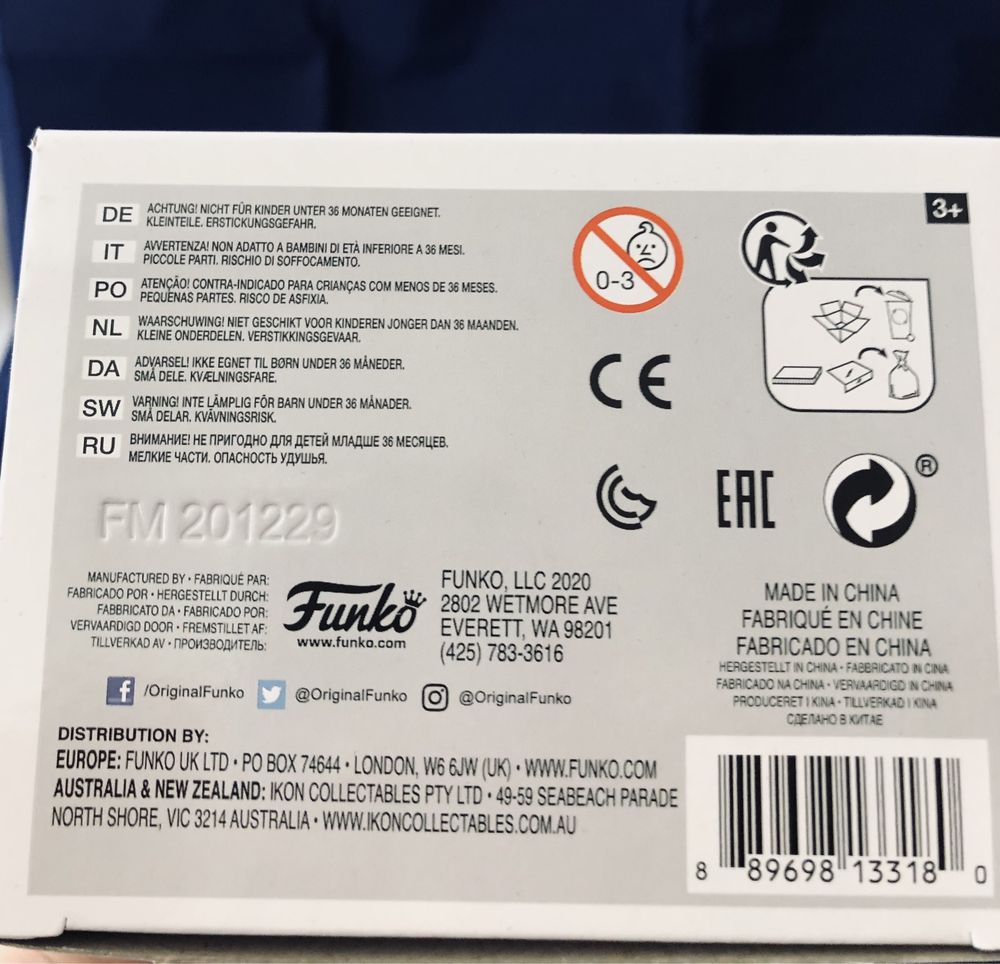 3+
DE
ACHTUNG! NICHT FÜR KINDER UNTER 36 MONATEN GEEIGNET.
KLEINTEILE. ERSTICKUNGSGEFAHR.
IT
AVVERTENZA! NON ADATTO A BAMBINI DI ETÀ INFERIORE A 36 MESI.
PICCOLE PARTI. RISCHIO DI SOFFOCAMENTO.
PO
ATENÇÃO! CONTRA-INDICADO PARA CRIANÇAS COM MENOS DE 36 MESES.
PEQUENAS PARTES. RISCO DE ASFIXIA.
NL
WAARSCHUWING! NIET GESCHIKT VOOR KINDEREN JONGER DAN 36 MAANDEN.
KLEINE ONDERDELEN. VERSTIKKINGSGEVAAR.
DA
ADVARSEL! IKKE EGNET TIL BØRN UNDER 36 MÅNEDER.
SMÅ DELE. KVÆLNINGSFARE.
SW
VARNING! INTE LÄMPLIG FÖR BARN UNDER 36 MÅNADER.
SMÅ DELAR. KVÄVNINGSRISK.
RU
ВНИМАНИЕ! НЕ ПРИГОДНО ДЛЯ ДЕТЕЙ МЛАДШЕ 36 МЕСЯЦЕВ.
МЕЛКИЕ ЧАСТИ. ОПАСНОСТЬ УДУШЬЯ.
0-3
CE
EAC
®
FM 201229
MANUFACTURED BY • FABRIQUÉ PAR:
FABRICADO POR • HERGESTELLT DURCH:
FABBRICATO DA • FABRICADO POR:
VERVAARDIGD DOOR • FREMSTILLET AF:
TILLVERKAD AV • ПРОИЗВОДИТЕЛЬ:
Funko
www.funko.com
FUNKO, LLC 2020
2802 WETMORE AVE
EVERETT, WA 98201
(425) 783-3616
MADE IN CHINA
FABRIQUÉ EN CHINE
FABRICADO EN CHINA
HERGESTELLT IN CHINA • FABBRICATO IN CINA
FABRICADO NA CHINA • VERVAARDIGD IN CHINA
PRODUCERET I KINA • TILLVERKAD I KINA
СДЕЛАНО В КИТАЕ
f /OriginalFunko @OriginalFunko @OriginalFunko
DISTRIBUTION BY:
EUROPE: FUNKO UK LTD • PO BOX 74644 • LONDON, W6 6JW (UK) • WWW.FUNKO.COM
AUSTRALIA & NEW ZEALAND: IKON COLLECTABLES PTY LTD • 49-59 SEABEACH PARADE
NORTH SHORE, VIC 3214 AUSTRALIA • WWW.IKONCOLLECTABLES.COM.AU
8 89698 13318 0